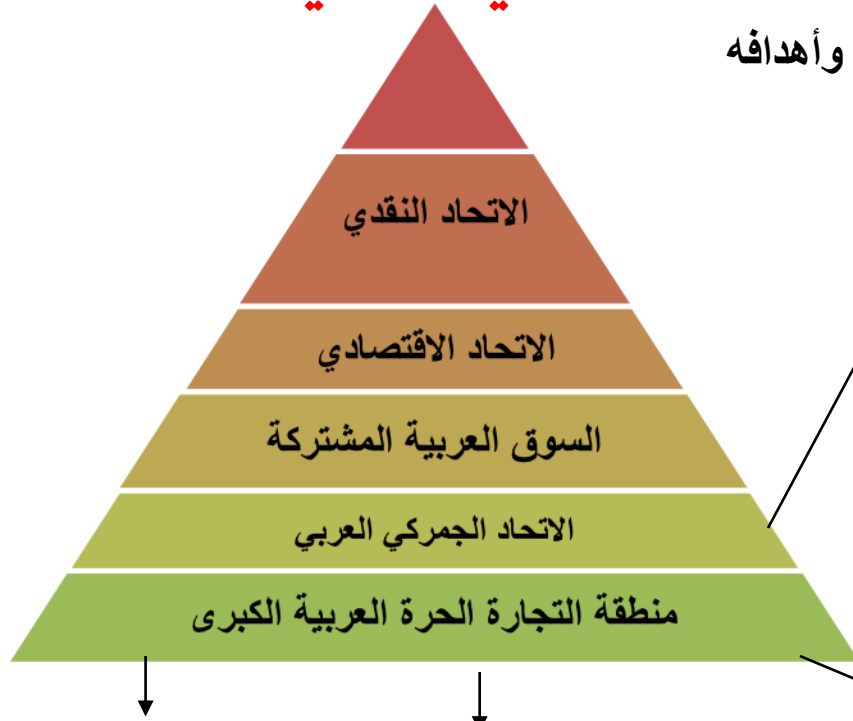 وأهدافه
الاتحاد النقدي
الاتحاد الاقتصادي
السوق العربية المشتركة
الاتحاد الجمركي العربي
منطقة التجارة الحرة العربية الكبرى